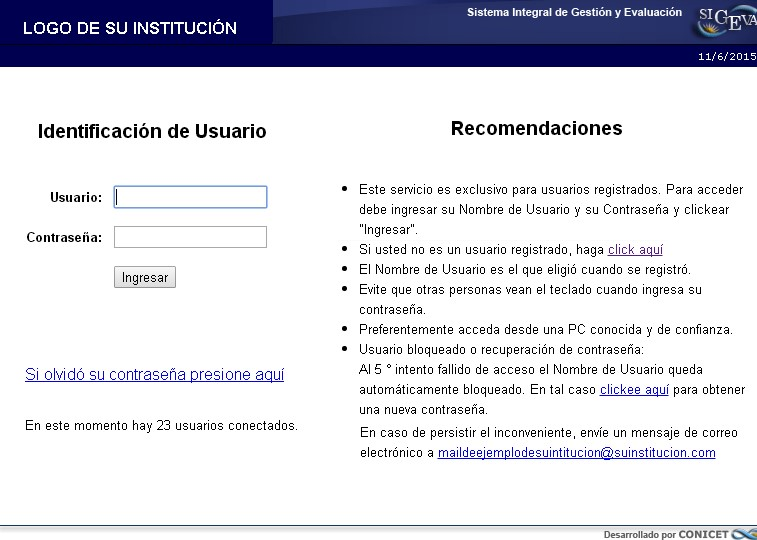 LOGO DE SU INSTITUCIÓN
Sistema Integral de Gestión y Evaluación
SIGEVA
11/6/2015
Identificación de Usuario
Usuario:
Contraseña:
Ingresar
Si olvidó su contraseña presione aquí
En este momento hay 23 usuarios conectados.
Recomendaciones
Este servicio es exclusivo para usuarios registrados. Para acceder
debe ingresar su Nombre de Usuario y su Contraseña y clickear
"Ingresar".
Si usted no es un usuario registrado, haga click aquí
El Nombre de Usuario es el que eligió cuando se registró.
Evite que otras personas vean el teclado cuando ingresa su
contraseña.
Preferentemente acceda desde una PC conocida y de confianza.
Usuario bloqueado o recuperación de contraseña:
Al 5 ° intento fallido de acceso el Nombre de Usuario queda
automáticamente bloqueado. En tal caso clickee aquí para obtener
una nueva contraseña.
En caso de persistir el inconveniente, envíe un mensaje de correo
electrónico a maildeejemplodesuintitucion@suinstitucion.com
Desarrollado por CONICET